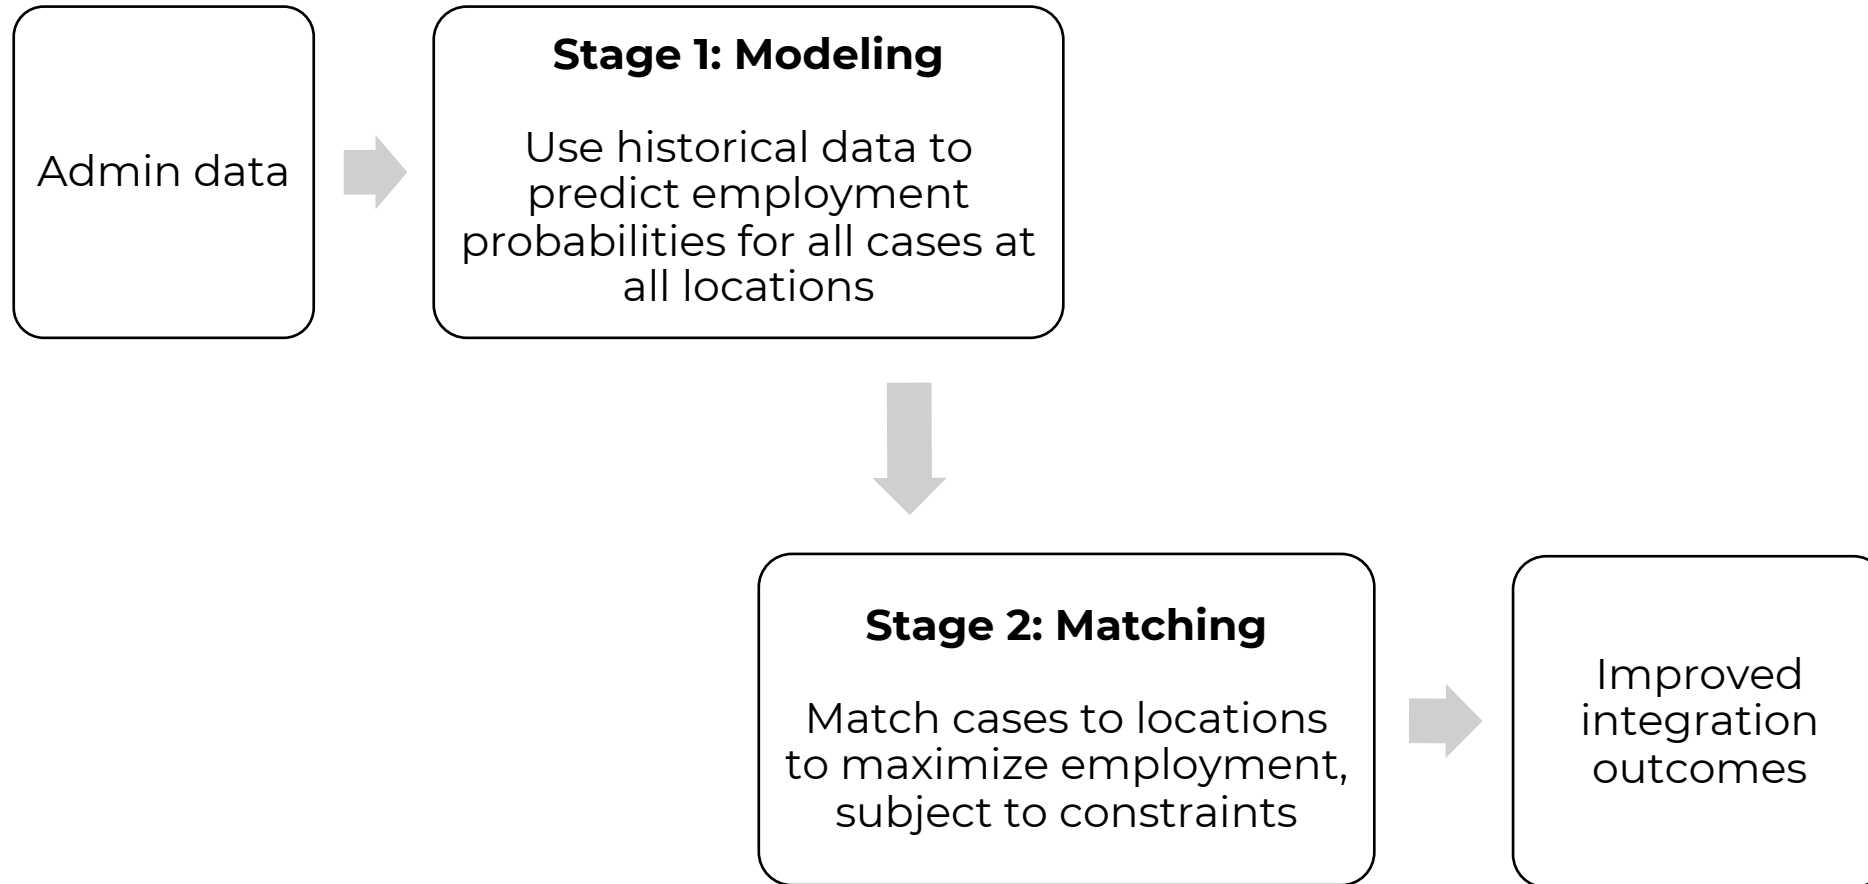 Admin data
Stage 1: Modeling
Use historical data to
predict employment
probabilities for all cases at
all locations
Stage 2: Matching
Match cases to locations
to maximize employment,
subject to constraints
Improved
integration
outcomes